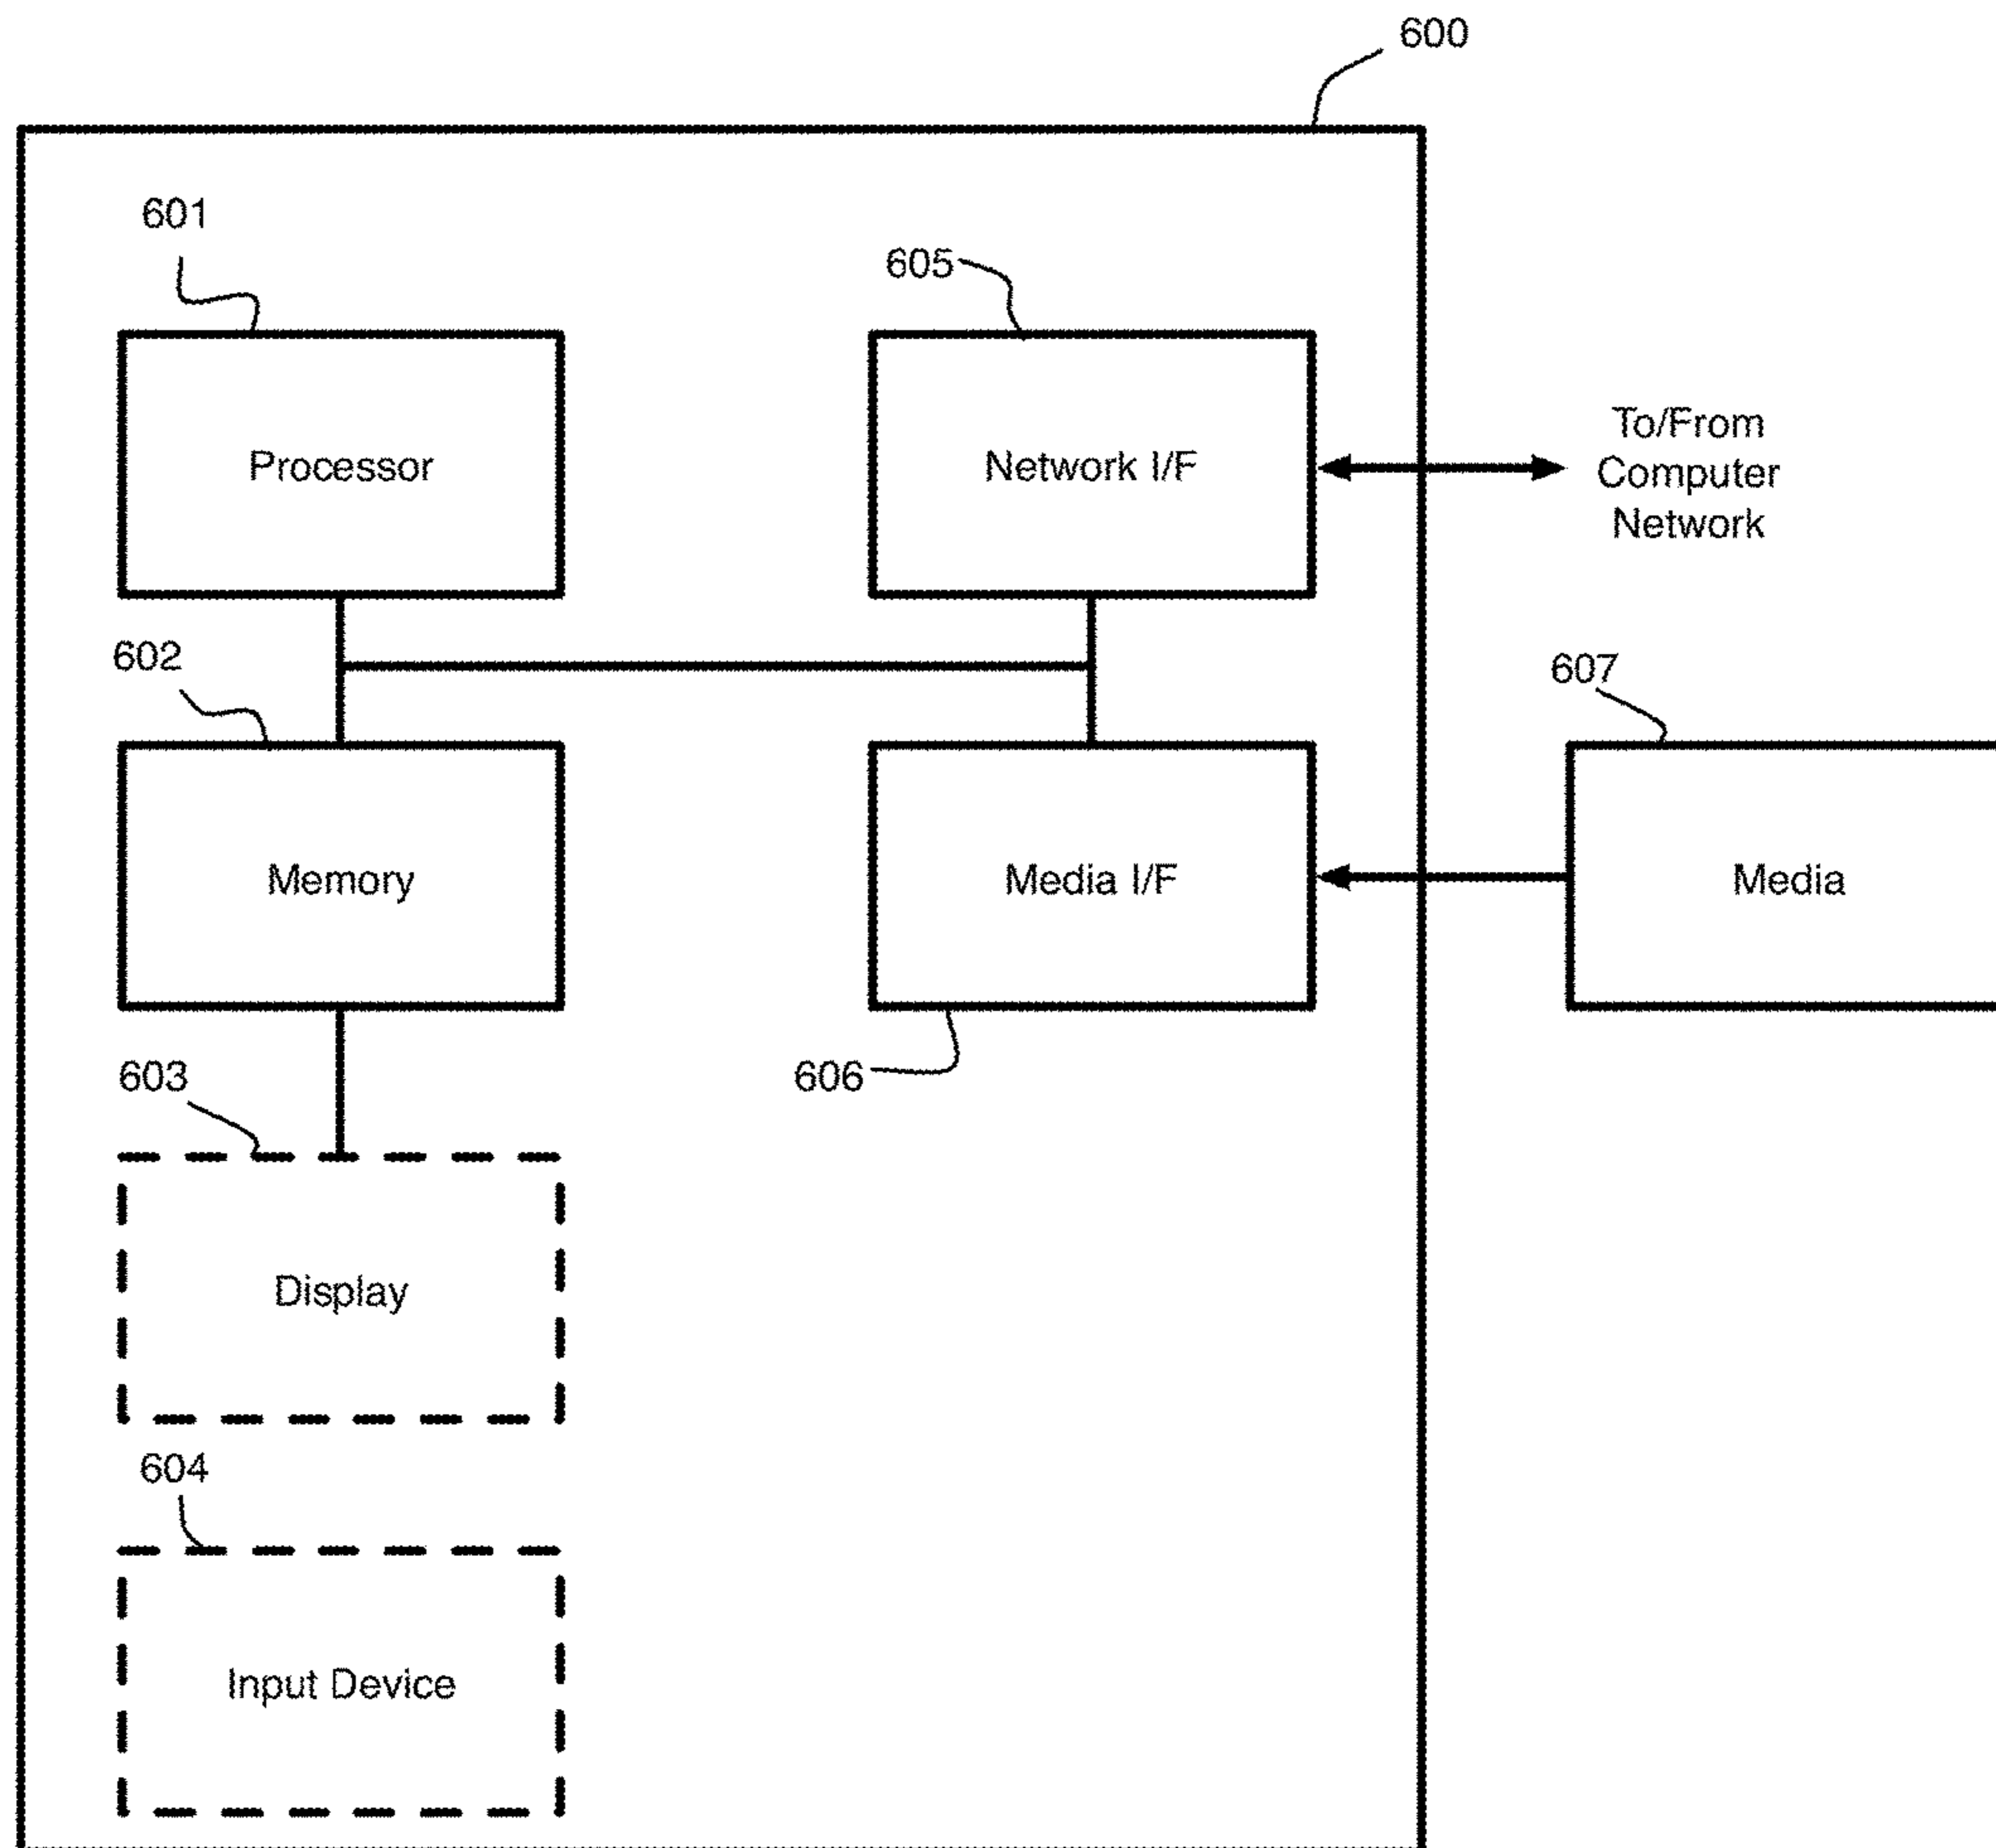 600
601
605
Processor
Network I/F
To/From
Computer
Network
602
607
Memory
Media I/F
Media
603
606
Display
604
Input Device